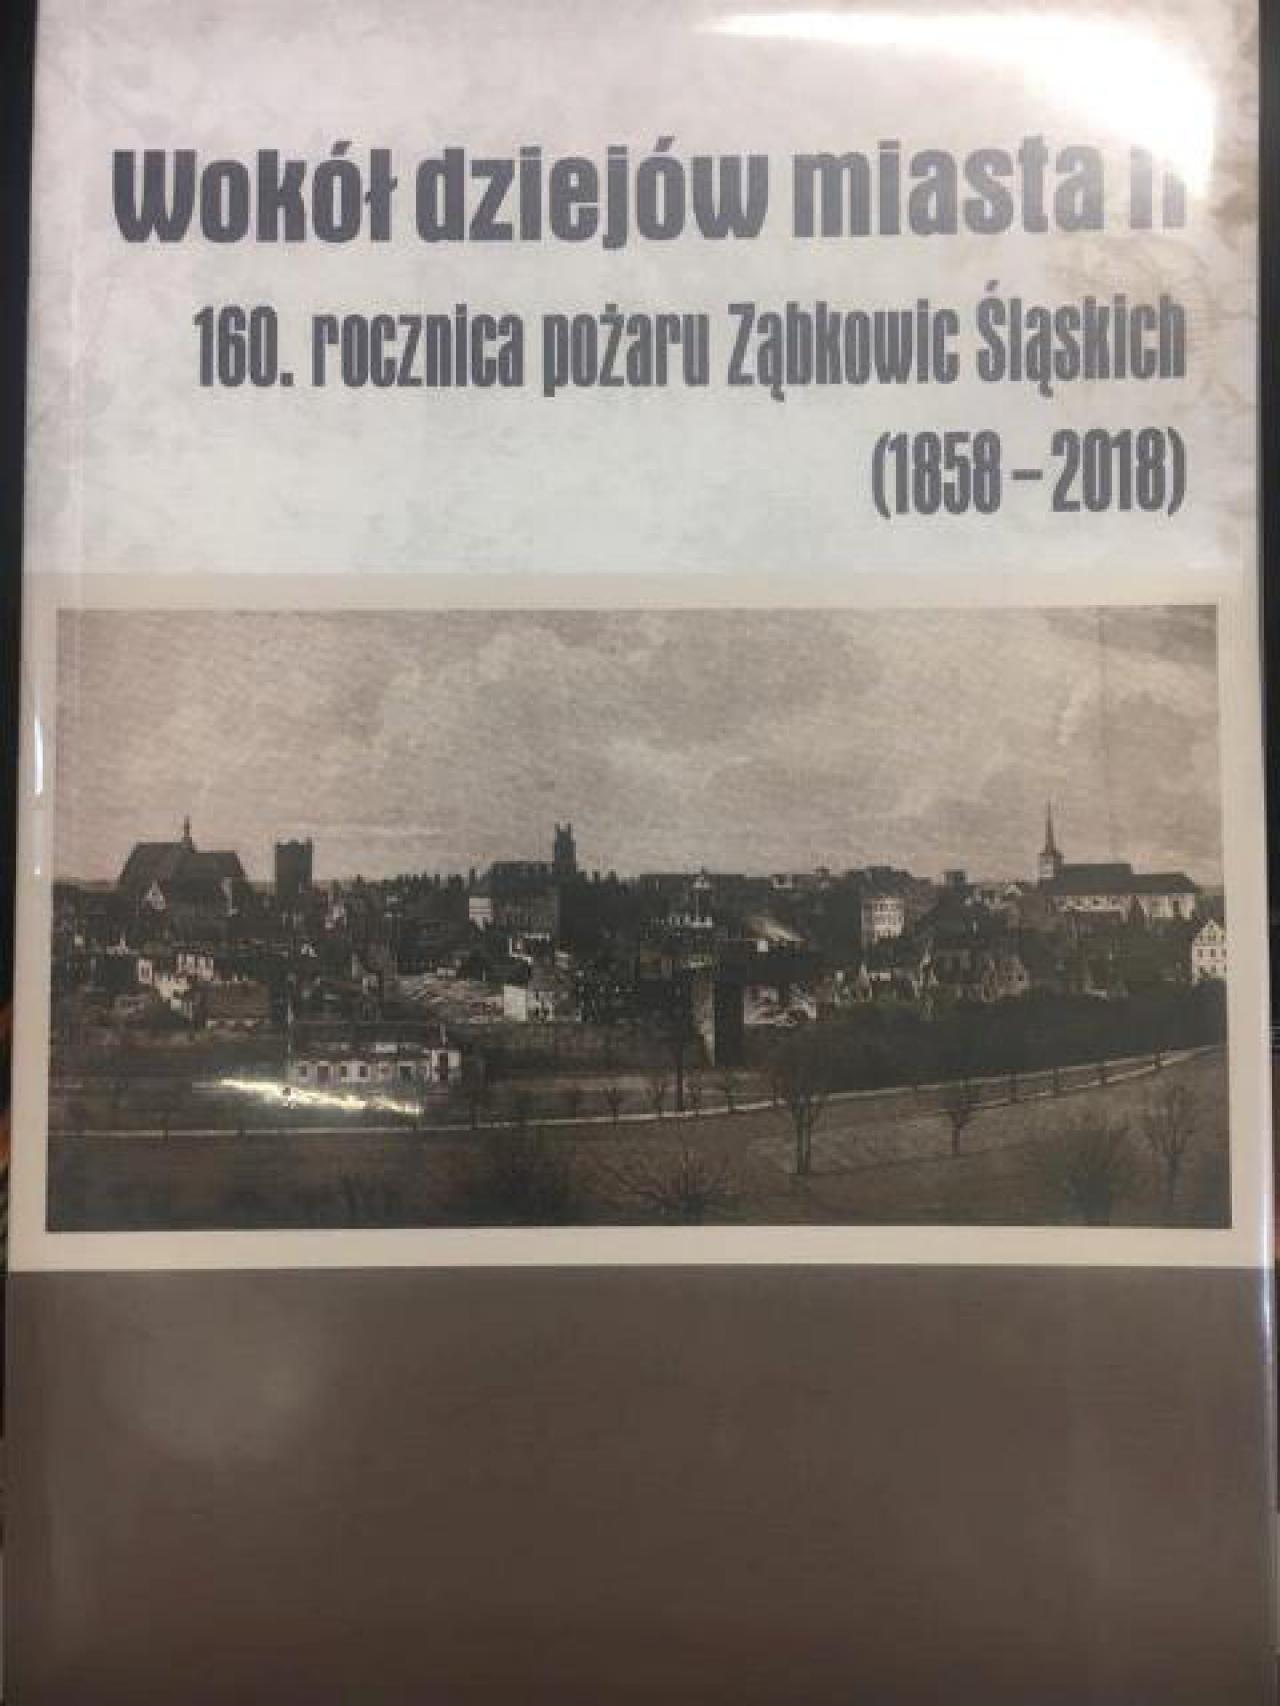 Wokół dziejów miasta II
160. rocznica pożaru Ząbkowic Śląskich
(1858 – 2018)